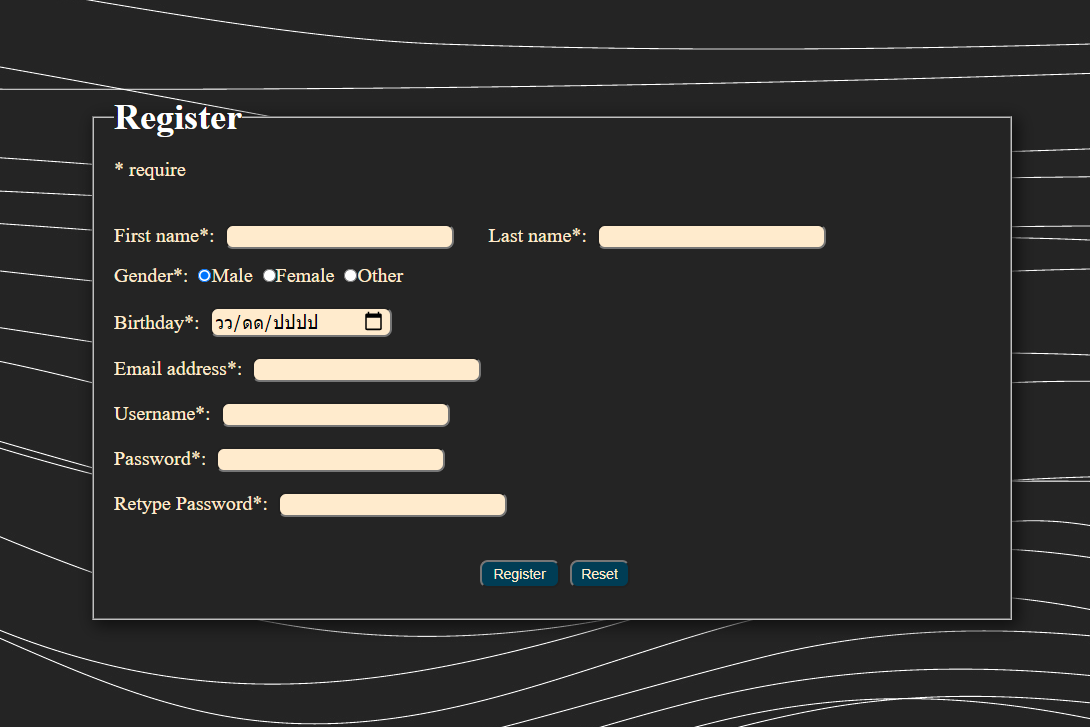 Register
* require
First name*: Last name*:
Gender*: Male Female Other
Birthday*: วว/ดด/ปปปป
Email address*:
Username*:
Password*:
Retype Password*:
Register Reset